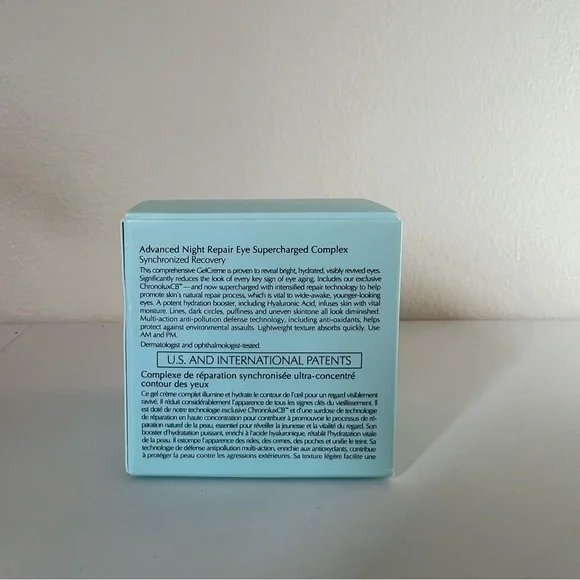 Advanced Night Repair Eye Supercharged Complex
Synchronized Recovery
This comprehensive GelCreme is proven to reveal bright, hydrated, visibly revived eyes.
Significantly reduces the look of every key sign of eye aging. Includes our exclusive
ChronoluxCB™—and now supercharged with intensified repair technology to help
promote skin's natural repair process, which is vital to wide-awake, younger-looking
eyes. A potent hydration booster, including Hyaluronic Acid, infuses skin with vital
moisture. Lines, dark circles, puffiness and uneven skintone all look diminished.
Multi-action anti-pollution defense technology, including anti-oxidants, helps
protect against environmental assaults. Lightweight texture absorbs quickly. Use
AM and PM.
Dermatologist and ophthalmologist-tested.
U.S. AND INTERNATIONAL PATENTS
Complexe de réparation synchronisée ultra-concentré
contour des yeux
Ce gel crème complet illumine et hydrate le contour de l'œil pour un regard visiblement
ravivé. Il réduit considérablement l'apparence de tous les signes clés du vieillissement. Il
est doté de notre technologie exclusive ChronoluxCB™ et d'une surdose de technologie
de réparation en haute concentration pour contribuer à promouvoir le processus de ré-
paration naturel de la peau, essentiel pour réveiller la jeunesse et la vitalité du regard. Son
booster d'hydratation puissant, enrichi à l'acide hyaluronique, rétablit l'hydratation vitale
de la peau. Il estompe l'apparence des rides, des cernes, des poches et unifie le teint. Sa
technologie de défense antipollution multi-action, enrichie aux antioxydants, contribue
à protéger la peau contre les agressions extérieures. Sa texture légère facilite une